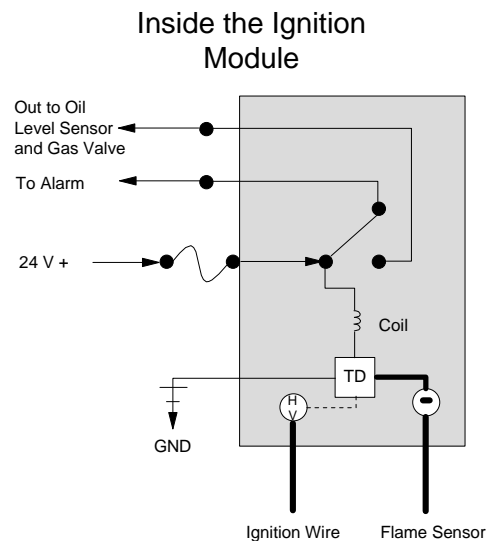 Inside the Ignition
Module
Out to Oil
Level Sensor
and Gas Valve
To Alarm
24 V +
Coil
TD
H
V
GND
Ignition Wire
Flame Sensor